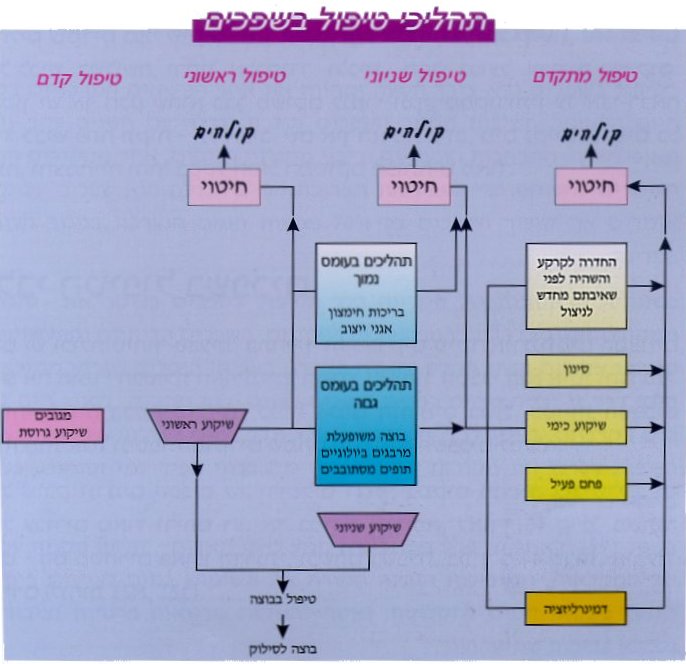 תהליכי טיפול בשפכים
טיפול קדם
טיפול ראשוני
טיפול שניוני
טיפול מתקדם
קולחים
קולחים
קולחים
חיטוי
חיטוי
חיטוי
תהליכים בעומס
נמוך
בריכות חימצון
אגני ייצוב
החדרה לקרקע
והשהיה לפני
שאיבתם מחדש
לניצול
סינון
מגובים
שיקוע גרוסת
שיקוע ראשוני
תהליכים בעומס
גבוה
בוצה משופעלת
מרבגים ביולוגיים
תופים מסתובבים
שיקוע כימי
פחם פעיל
שיקוע שניוני
טיפול בבוצה
דמינרליזציה
בוצה לסילוק